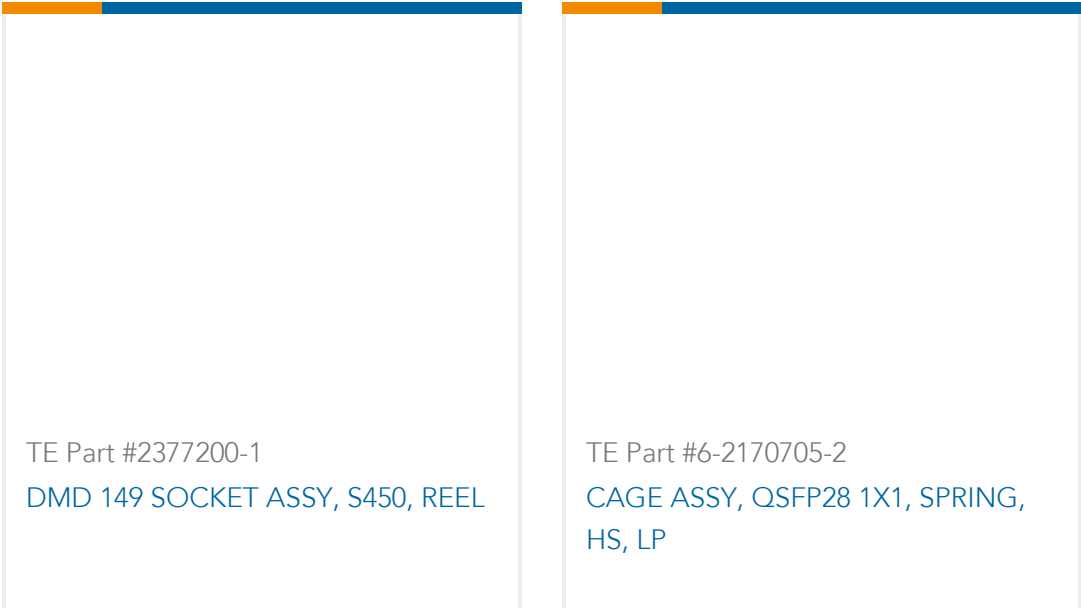 TE Part #2377200-1
DMD 149 SOCKET ASSY, S450, REEL
TE Part #6-2170705-2
CAGE ASSY, QSFP28 1X1, SPRING,
HS, LP